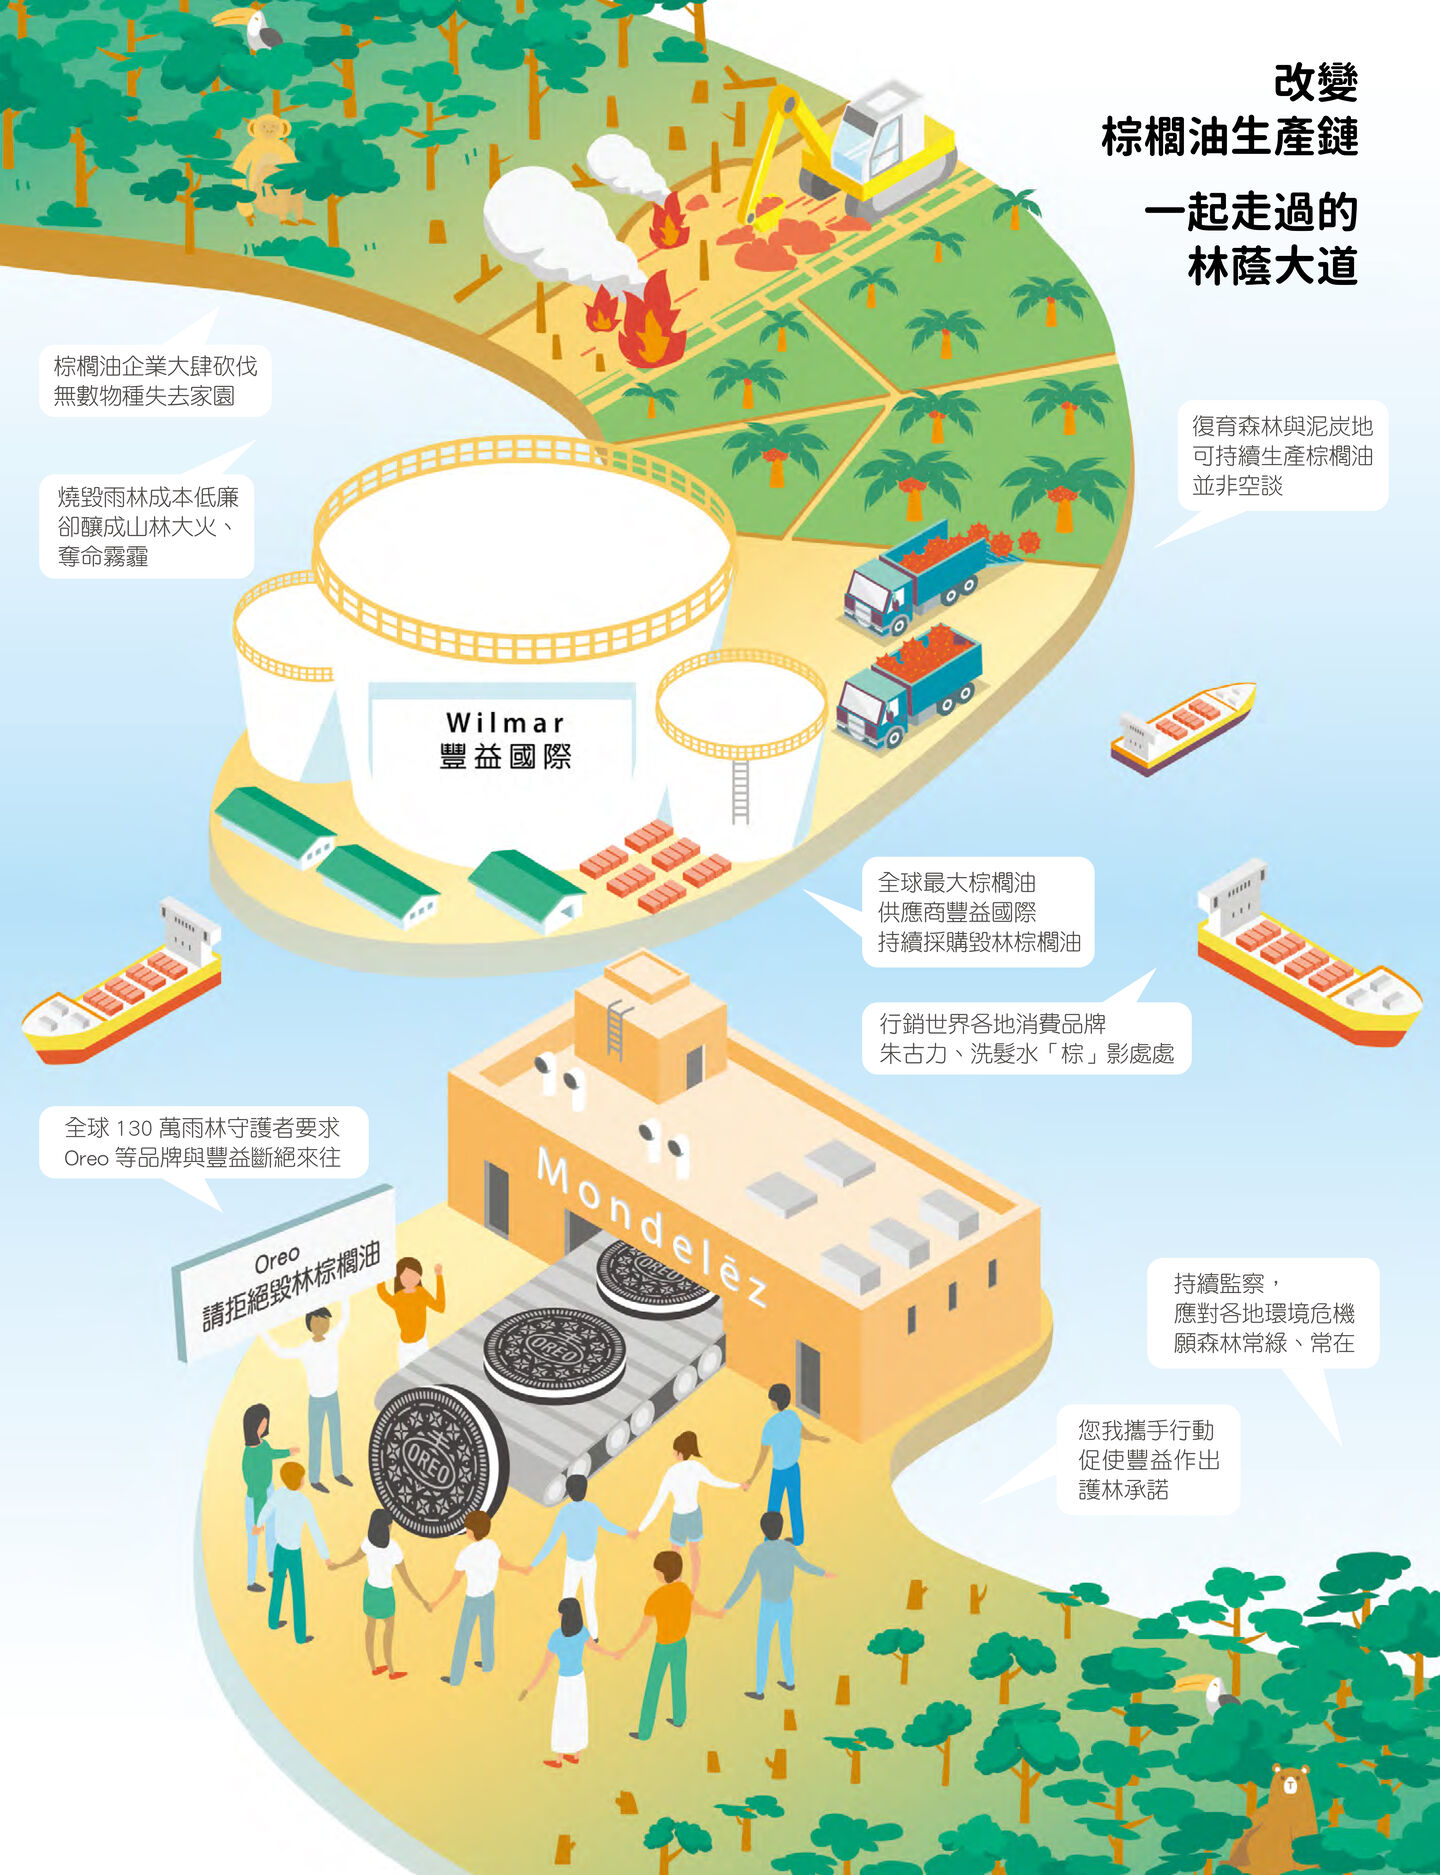 改變
棕櫚油生產鏈
一起走過的
林蔭大道
棕櫚油企業大肆砍伐
無數物種失去家園
燒毀雨林成本低廉
卻釀成山林大火、
奪命霧霾
復育森林與泥炭地
可持續生產棕櫚油
並非空談
Wilmar
豐益國際
全球最大棕櫚油
供應商豐益國際
持續採購毀林棕櫚油
行銷世界各地消費品牌
朱古力、洗髮水「棕」影處處
全球 130 萬雨林守護者要求
Oreo 等品牌與豐益斷絕來往
Oreo
請拒絕毀林棕櫚油
Mondelēz
OREO
OREO
OREO
持續監察，
應對各地環境危機
願森林常綠、常在
您我攜手行動
促使豐益作出
護林承諾